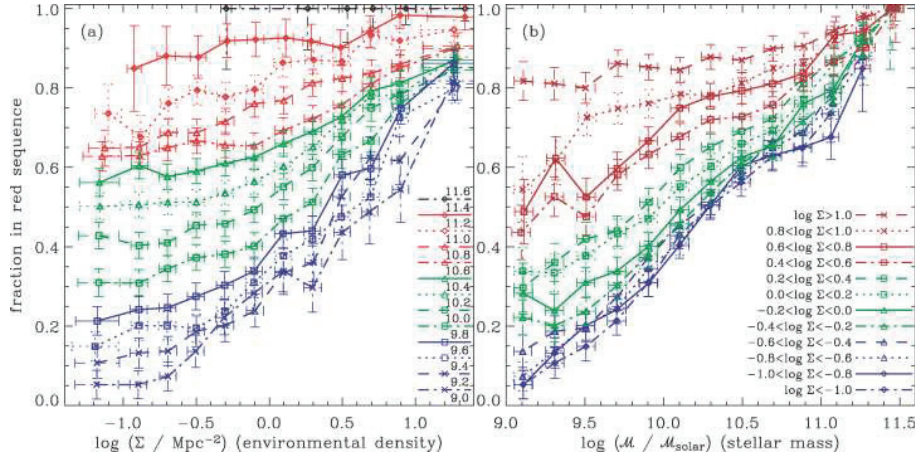 (a)
(b)
fraction in red sequence
1.0
0.8
0.6
0.4
0.2
0.0
11.6
11.4
11.2
11.0
10.8
10.6
10.4
10.2
10.0
9.8
9.6
9.4
9.2
9.0
−1.0 −0.5 0.0 0.5 1.0
log (Σ / Mpc⁻²) (environmental density)
log Σ>1.0
0.8<log Σ<1.0
0.6<log Σ<0.8
0.4<log Σ<0.6
0.2<log Σ<0.4
0.0<log Σ<0.2
−0.2<log Σ<0.0
−0.4<log Σ<−0.2
−0.6<log Σ<−0.4
−0.8<log Σ<−0.6
−1.0<log Σ<−0.8
log Σ<−1.0
9.0 9.5 10.0 10.5 11.0 11.5
log (ℳ / ℳsolar) (stellar mass)